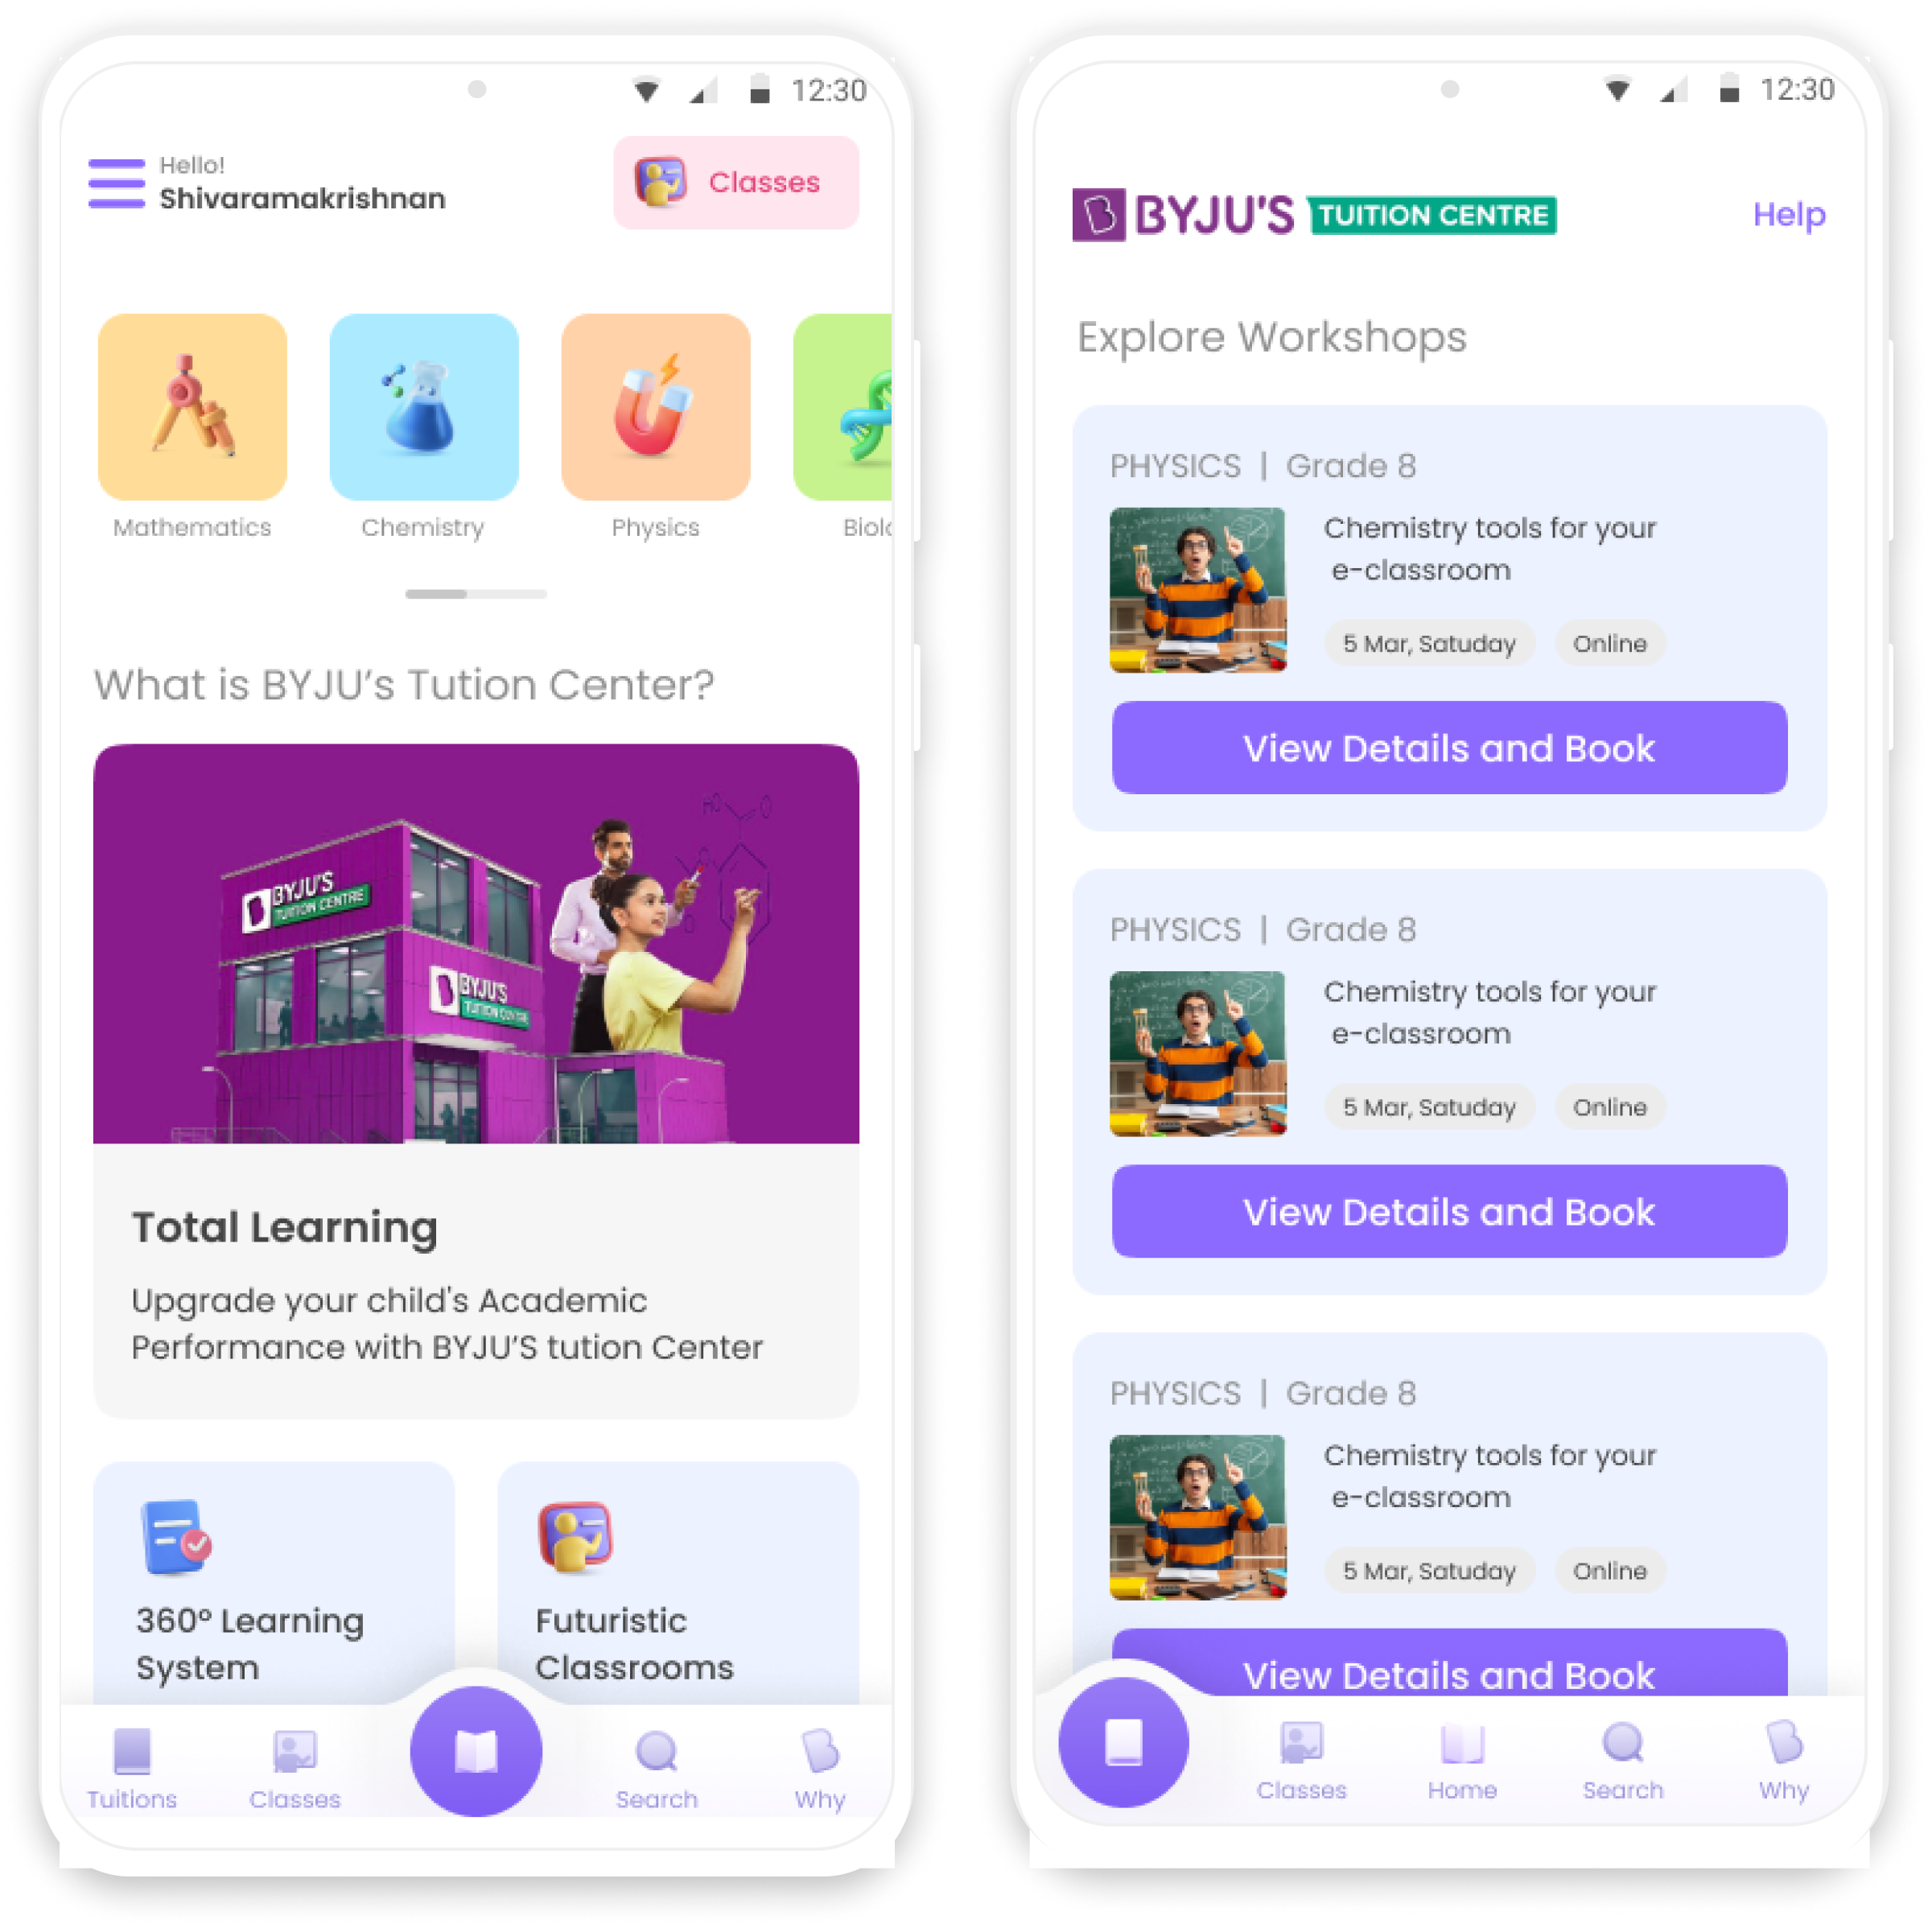 12:30
Hello!
Shivaramakrishnan
Classes
Mathematics
Chemistry
Physics
Biolo
What is BYJU's Tution Center?
HO
O
BYJU'S
TUITION CENTRE
BYJU'S
TUITION CENTRE
Total Learning
Upgrade your child's Academic
Performance with BYJU'S tution Center
360° Learning
System
Futuristic
Classrooms
Tuitions
Classes
Search
Why
12:30
BYJU'S TUITION CENTRE
Help
Explore Workshops
PHYSICS | Grade 8
Chemistry tools for your
e-classroom
5 Mar, Satuday
Online
View Details and Book
PHYSICS | Grade 8
Chemistry tools for your
e-classroom
5 Mar, Satuday
Online
View Details and Book
PHYSICS | Grade 8
Chemistry tools for your
e-classroom
5 Mar, Satuday
Online
View Details and Book
Classes
Home
Search
Why